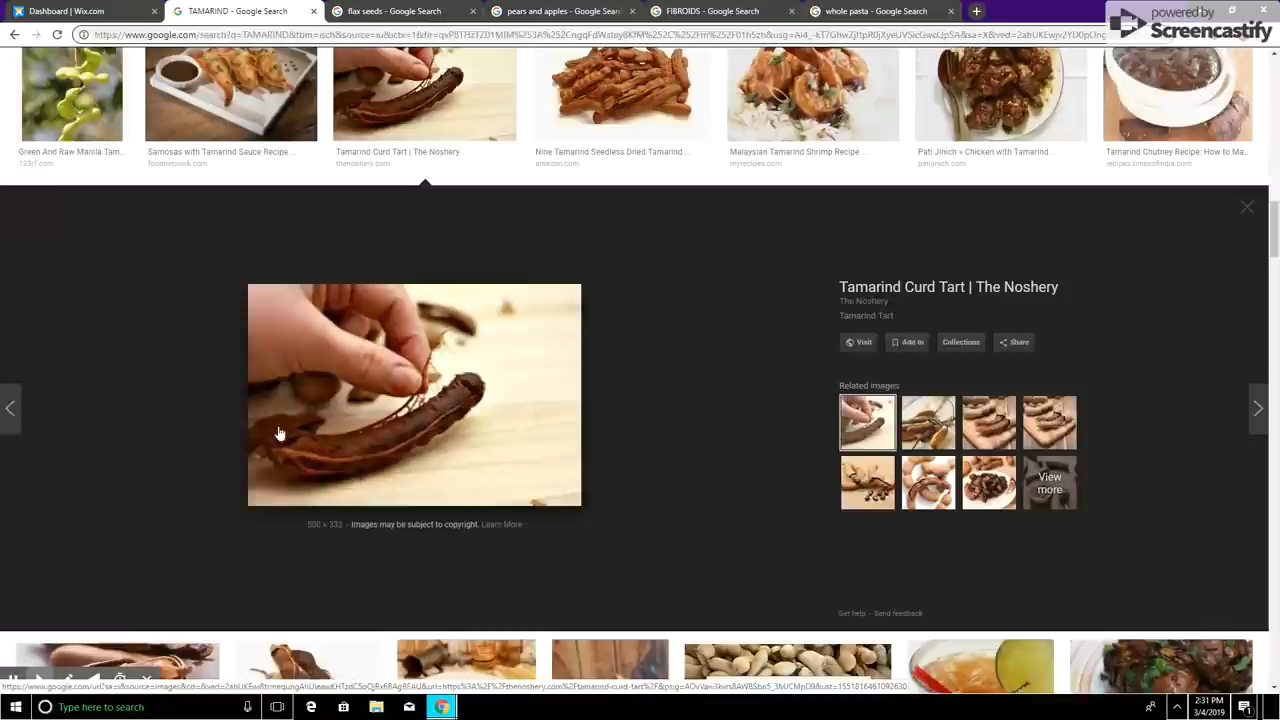 Dashboard | Wix.com
TAMARIND - Google Search
flax seeds - Google Search
pears and apples - Google Search
FIBROIDS - Google Search
whole pasta - Google Search
powered by
Screencastify
Green And Raw Manila Tam...
123rf.com
Samosas with Tamarind Sauce Recipe ...
foodnetwork.com
Tamarind Curd Tart | The Noshery
thenoshery.com
Nine Tamarind Seedless Dried Tamarind ...
amazon.com
Malaysian Tamarind Shrimp Recipe ...
myrecipes.com
Pati Jinich » Chicken with Tamarind ...
patijinich.com
Tamarind Chutney Recipe: How to Ma...
recipes.timesofindia.com
Tamarind Curd Tart | The Noshery
The Noshery
Tamarind Tart
Visit
Add to
Collections
Share
Related images:
View
more
500 × 333 - Images may be subject to copyright. Learn More
Get help - Send feedback
Type here to search
2:31 PM
3/4/2019